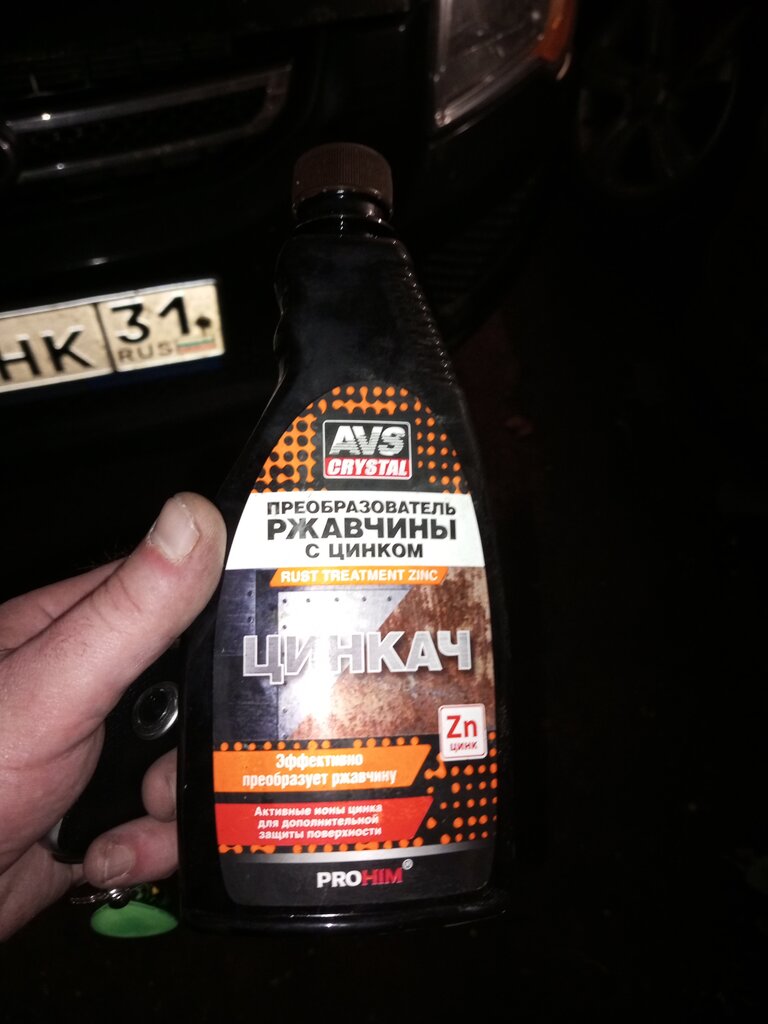 НК 31
RUS
AVS
CRYSTAL
ПРЕОБРАЗОВАТЕЛЬ
РЖАВЧИНЫ
С ЦИНКОМ
RUST TREATMENT ZINC
ЦИНКАЧ
Zn
цинк
Эффективно
преобразует ржавчину
Активные ионы цинка
для дополнительной
защиты поверхности
PROHIM®